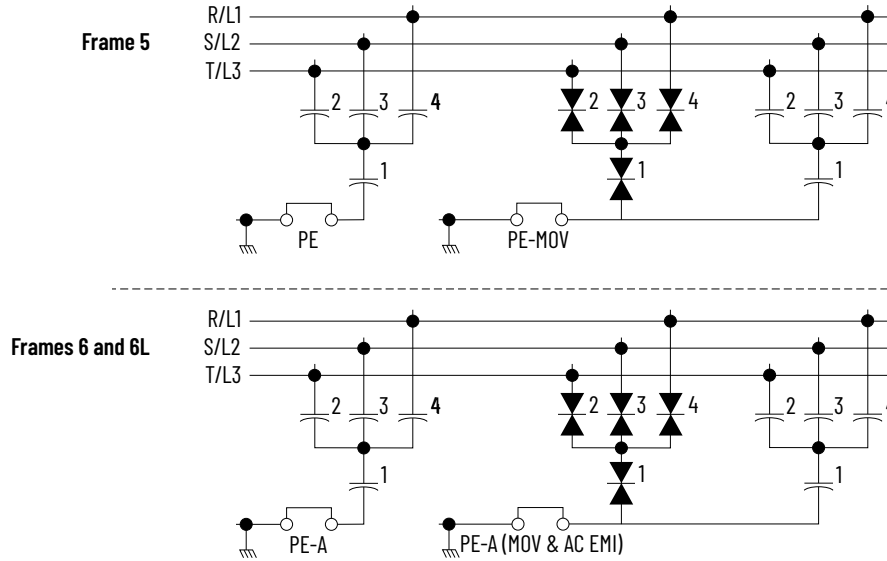 R/L1
Frame 5
S/L2
T/L3
2 3 4 2 3 4 2 3 4
1 1 1
PE PE-MOV
R/L1
Frames 6 and 6L
S/L2
T/L3
2 3 4 2 3 4 2 3 4
1 1 1
PE-A PE-A (MOV & AC EMI)